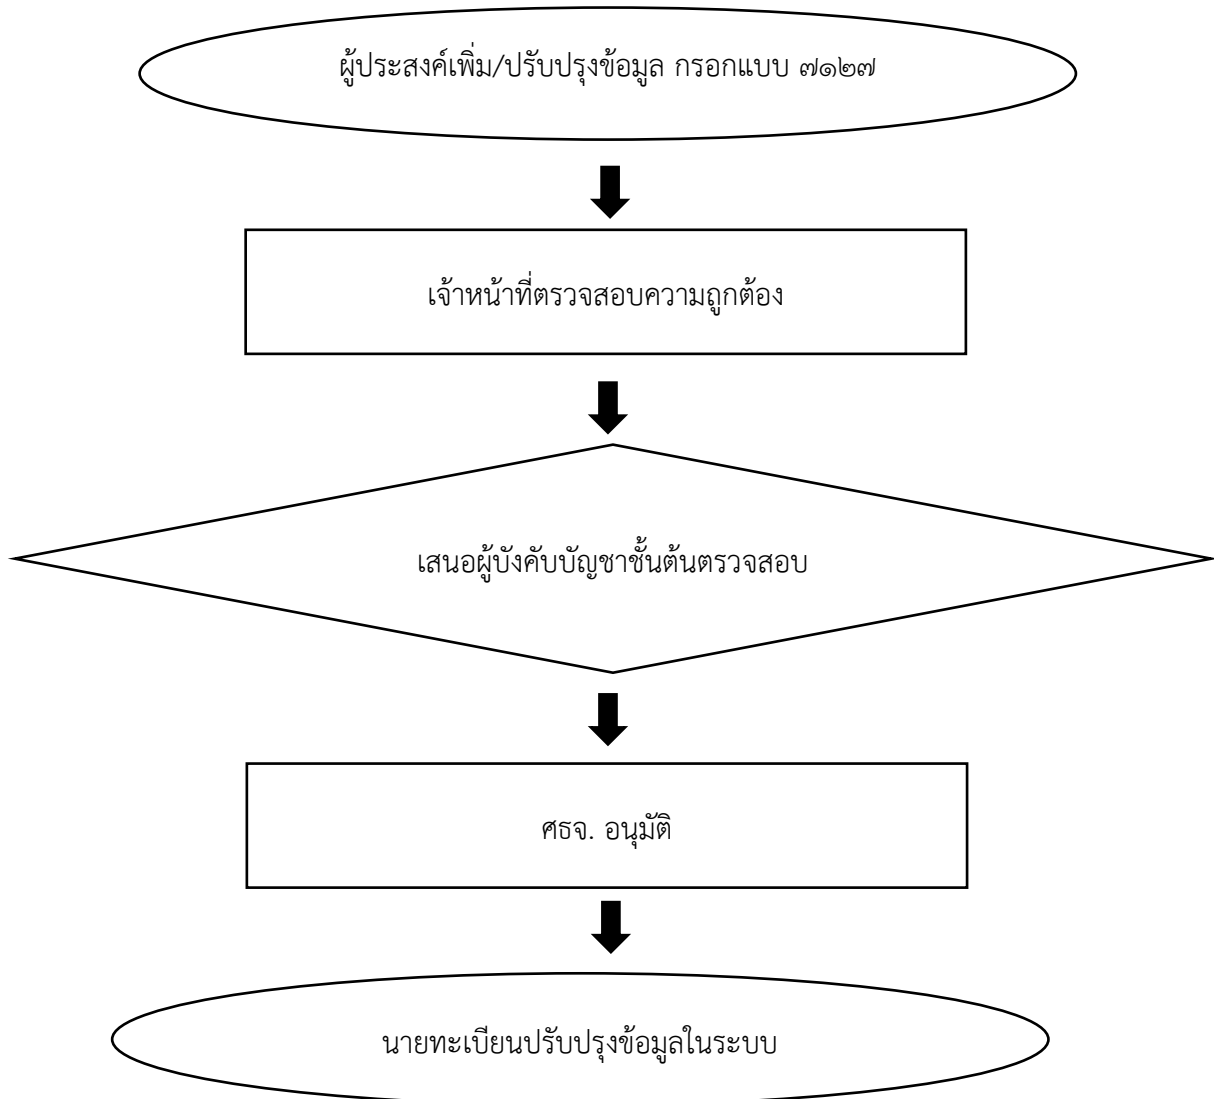 ผู้ประสงค์เพิ่ม/ปรับปรุงข้อมูล กรอกแบบ ๗๑๒๗
เจ้าหน้าที่ตรวจสอบความถูกต้อง
เสนอผู้บังคับบัญชาชั้นต้นตรวจสอบ
ศธจ. อนุมัติ
นายทะเบียนปรับปรุงข้อมูลในระบบ